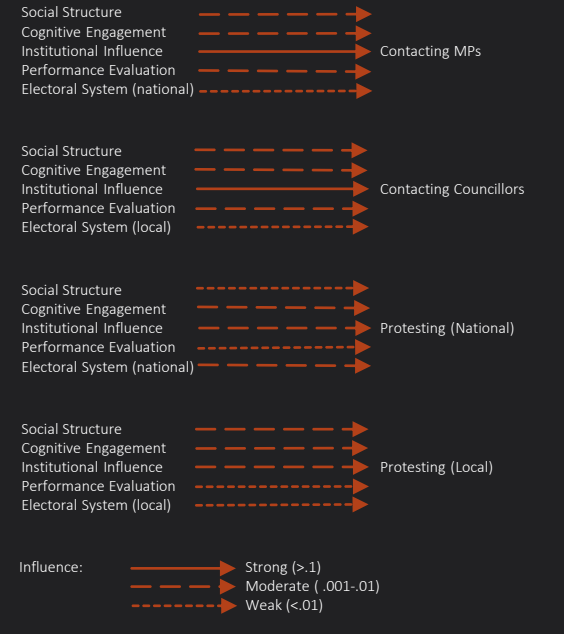 Social Structure
Cognitive Engagement
Institutional Influence Contacting MPs
Performance Evaluation
Electoral System (national)
Social Structure
Cognitive Engagement
Institutional Influence Contacting Councillors
Performance Evaluation
Electoral System (local)
Social Structure
Cognitive Engagement
Institutional Influence Protesting (National)
Performance Evaluation
Electoral System (national)
Social Structure
Cognitive Engagement
Institutional Influence Protesting (Local)
Performance Evaluation
Electoral System (local)
Influence: Strong (>.1)
Moderate ( .001-.01)
Weak (<.01)